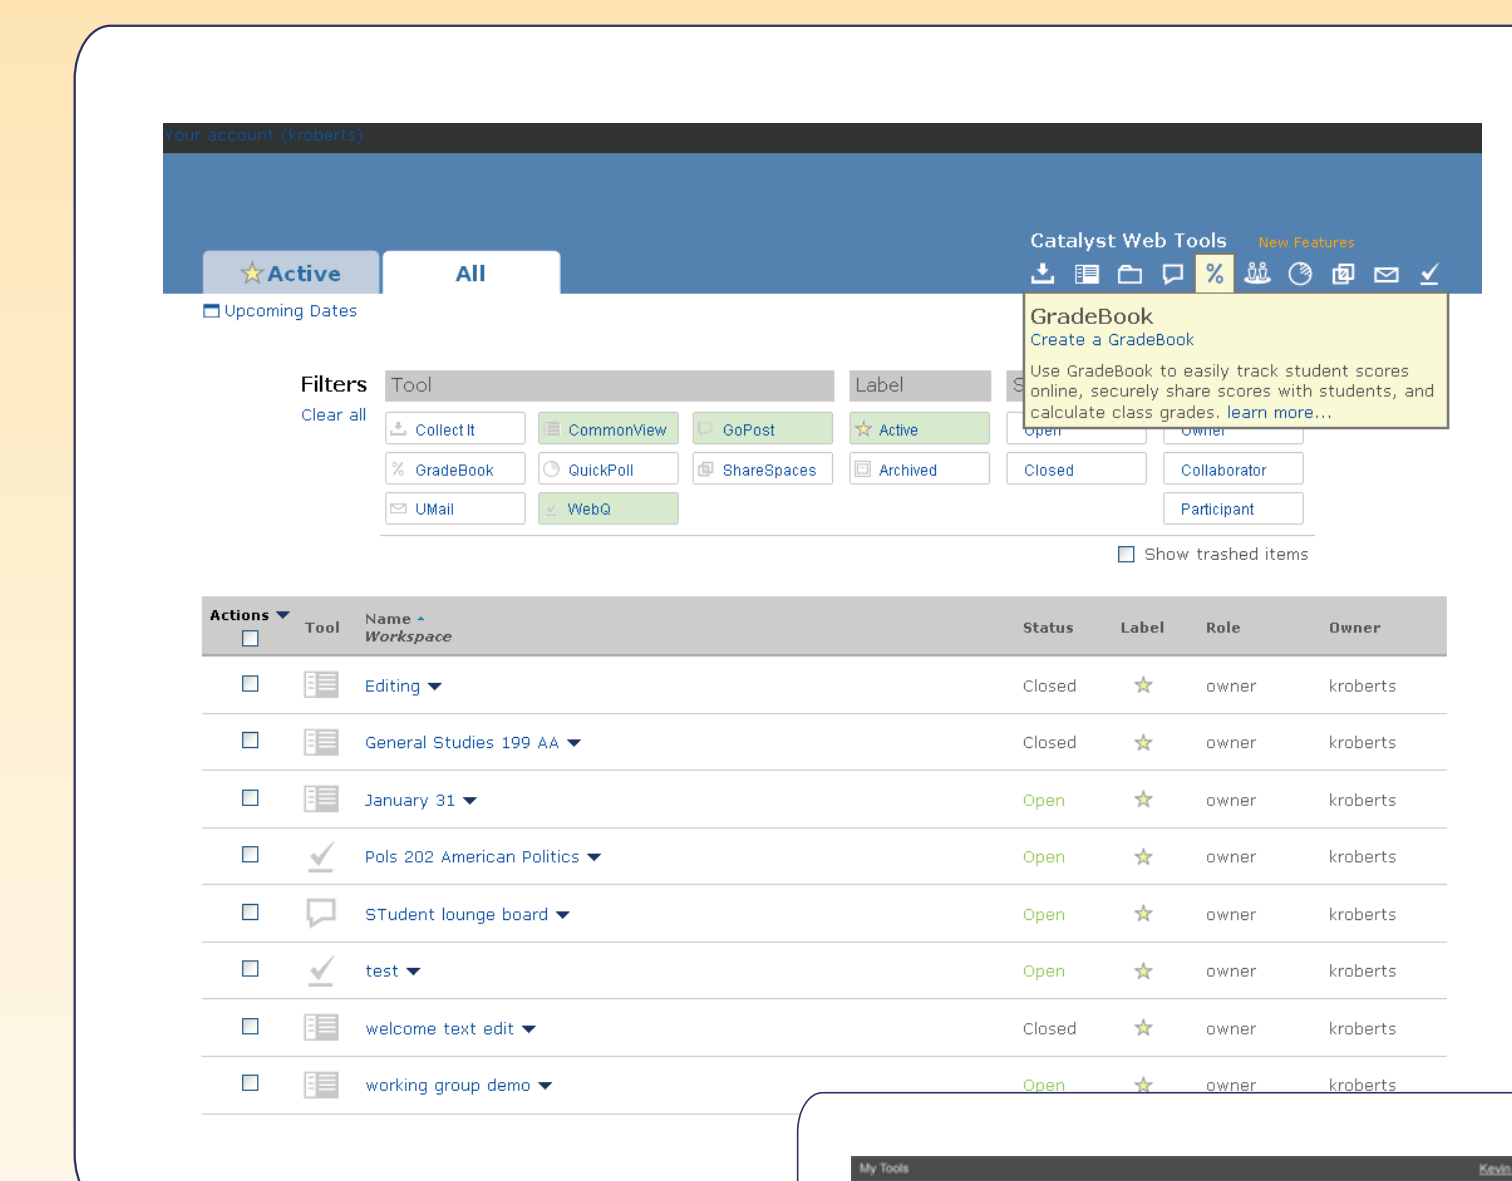 Your account (kroberts)
Catalyst Web Tools New Features
Active All
Upcoming Dates
GradeBook
Create a GradeBook
Use GradeBook to easily track student scores
online, securely share scores with students, and
calculate class grades. learn more...
Filters Tool Label S
Clear all
Collect It CommonView GoPost Active Open Owner
GradeBook QuickPoll ShareSpaces Archived Closed Collaborator
UMail WebQ Participant
Show trashed items
Actions Tool Name Status Label Role Owner
Workspace
Editing Closed owner kroberts
General Studies 199 AA Closed owner kroberts
January 31 Open owner kroberts
Pols 202 American Politics Open owner kroberts
STudent lounge board Open owner kroberts
test Open owner kroberts
welcome text edit Closed owner kroberts
working group demo Open owner kroberts
My Tools Kevin